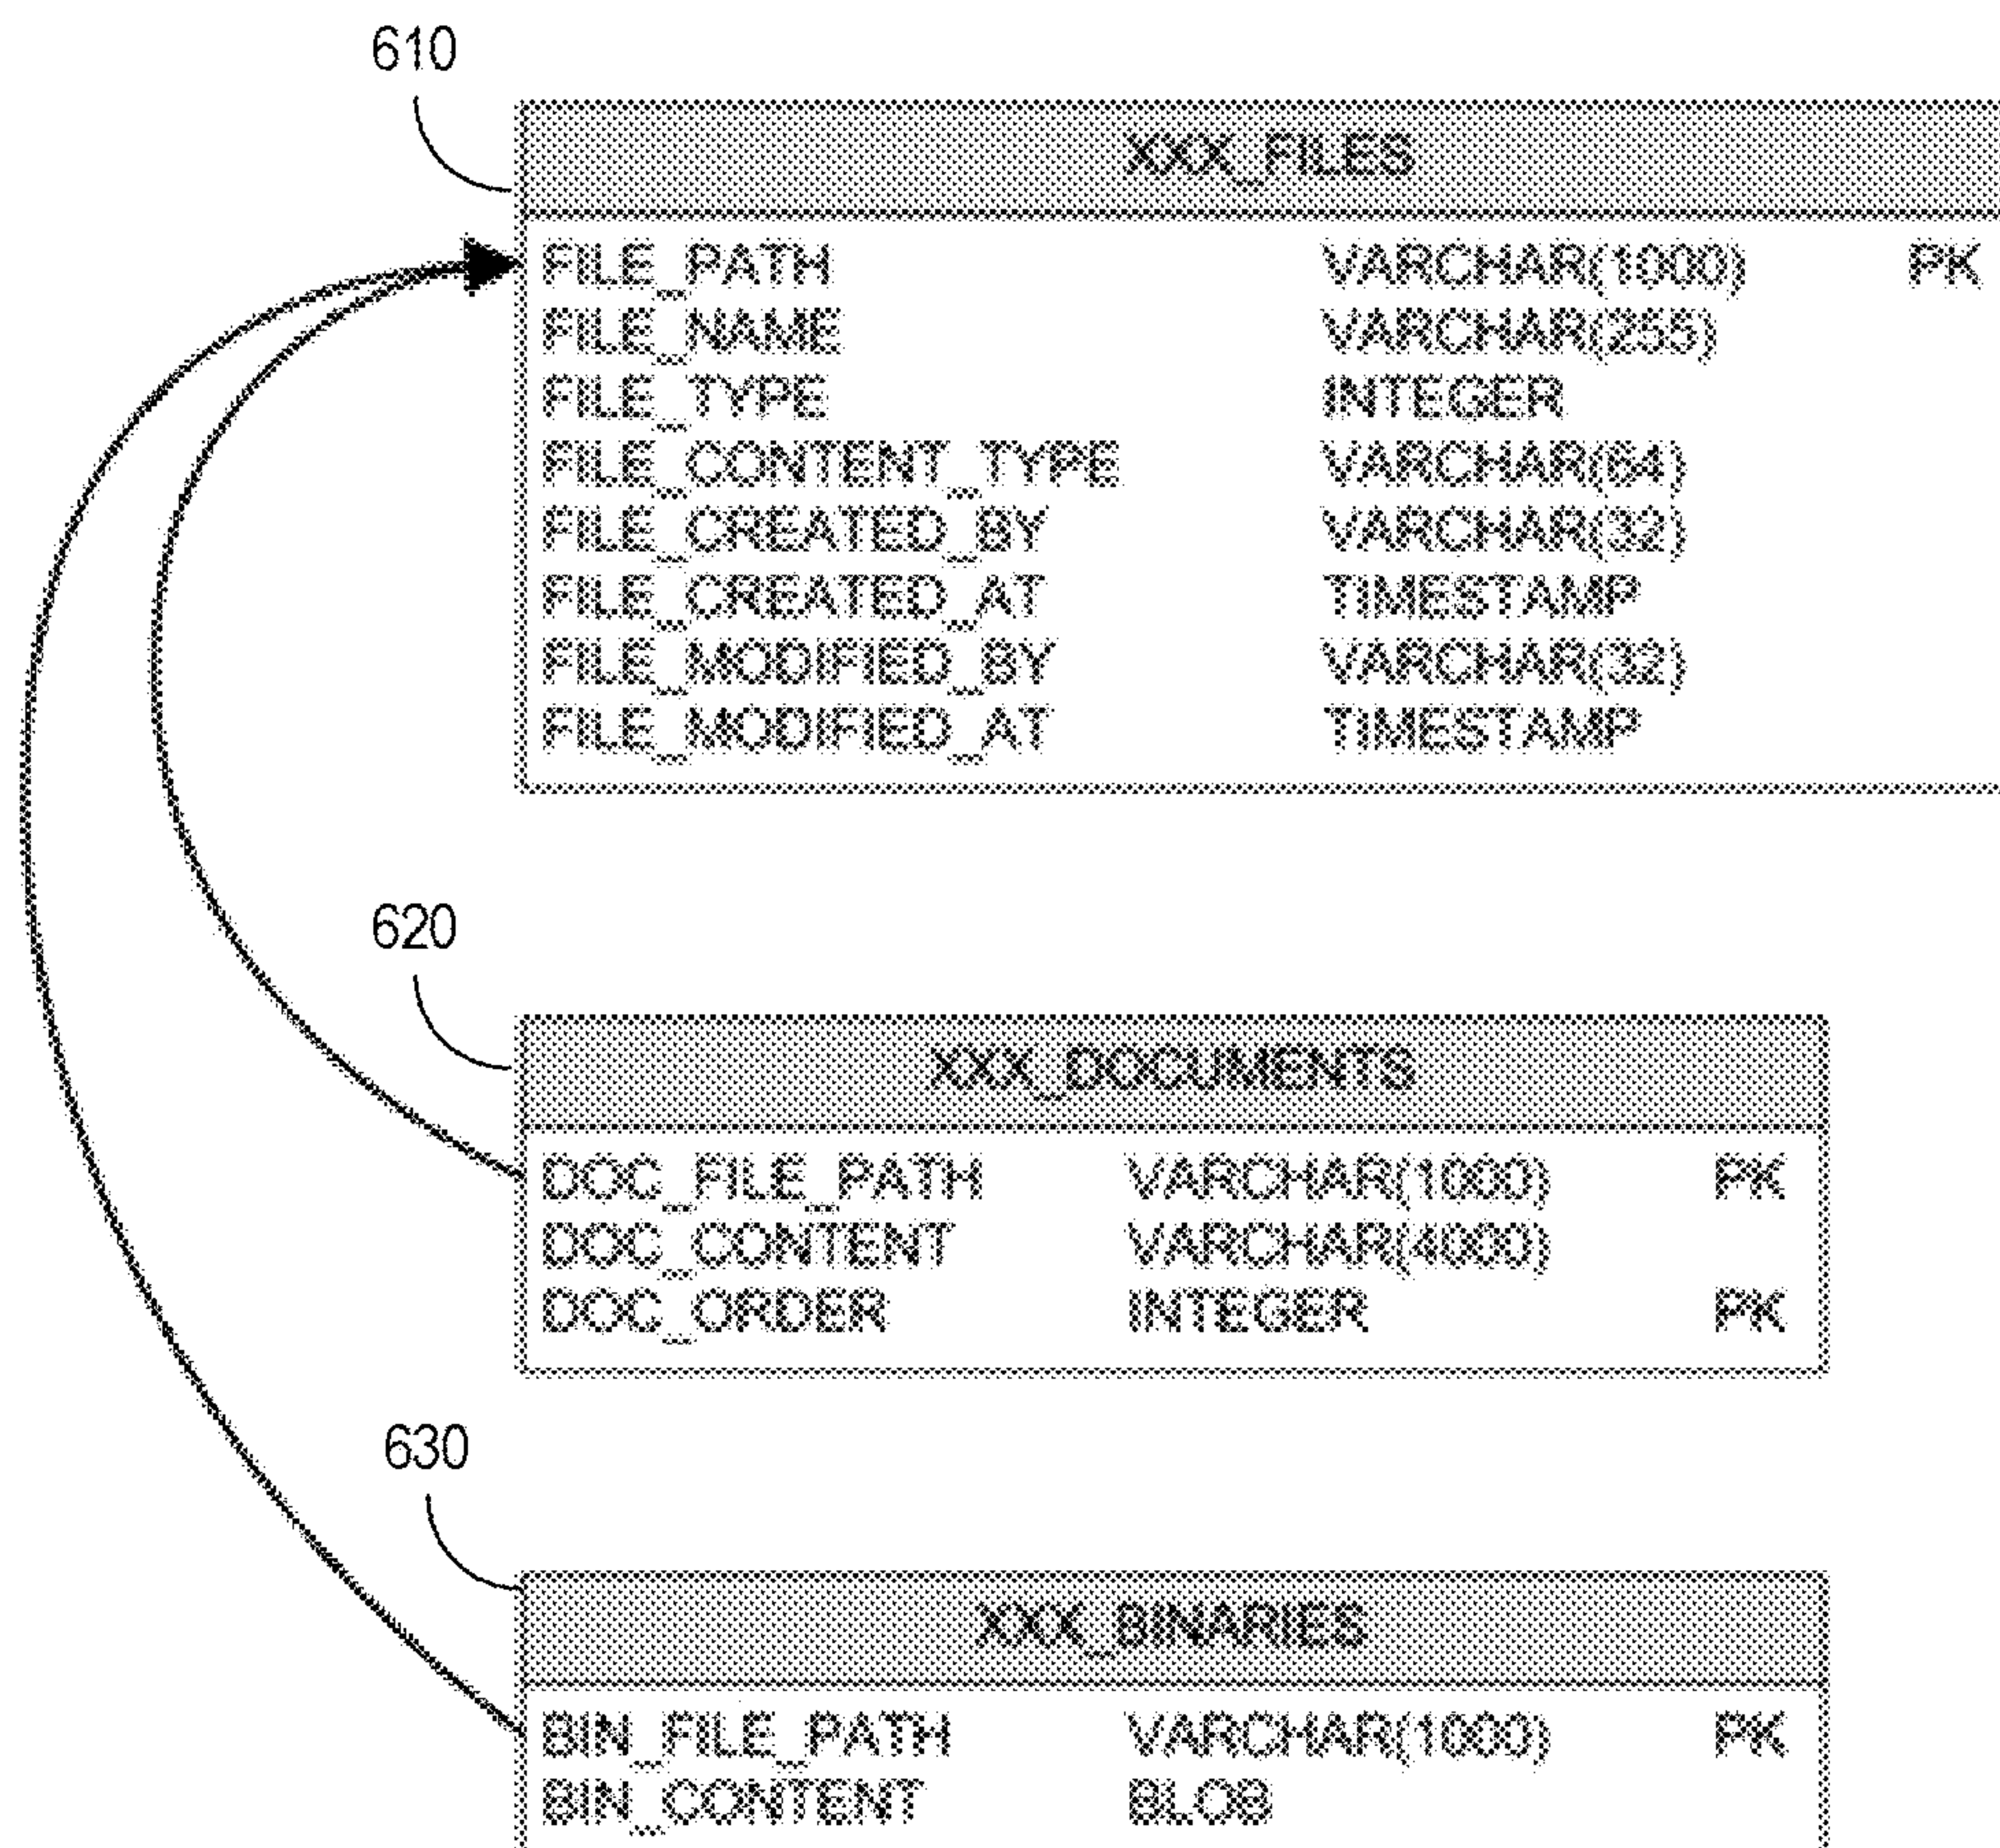 610
XXX_FILES
FILE_PATH VARCHAR(1000) PK
FILE_NAME VARCHAR(255)
FILE_TYPE INTEGER
FILE_CONTENT_TYPE VARCHAR(64)
FILE_CREATED_BY VARCHAR(32)
FILE_CREATED_AT TIMESTAMP
FILE_MODIFIED_BY VARCHAR(32)
FILE_MODIFIED_AT TIMESTAMP
620
XXX_DOCUMENTS
DOC_FILE_PATH VARCHAR(1000) PK
DOC_CONTENT VARCHAR(4000)
DOC_ORDER INTEGER PK
630
XXX_BINARIES
BIN_FILE_PATH VARCHAR(1000) PK
BIN_CONTENT BLOB